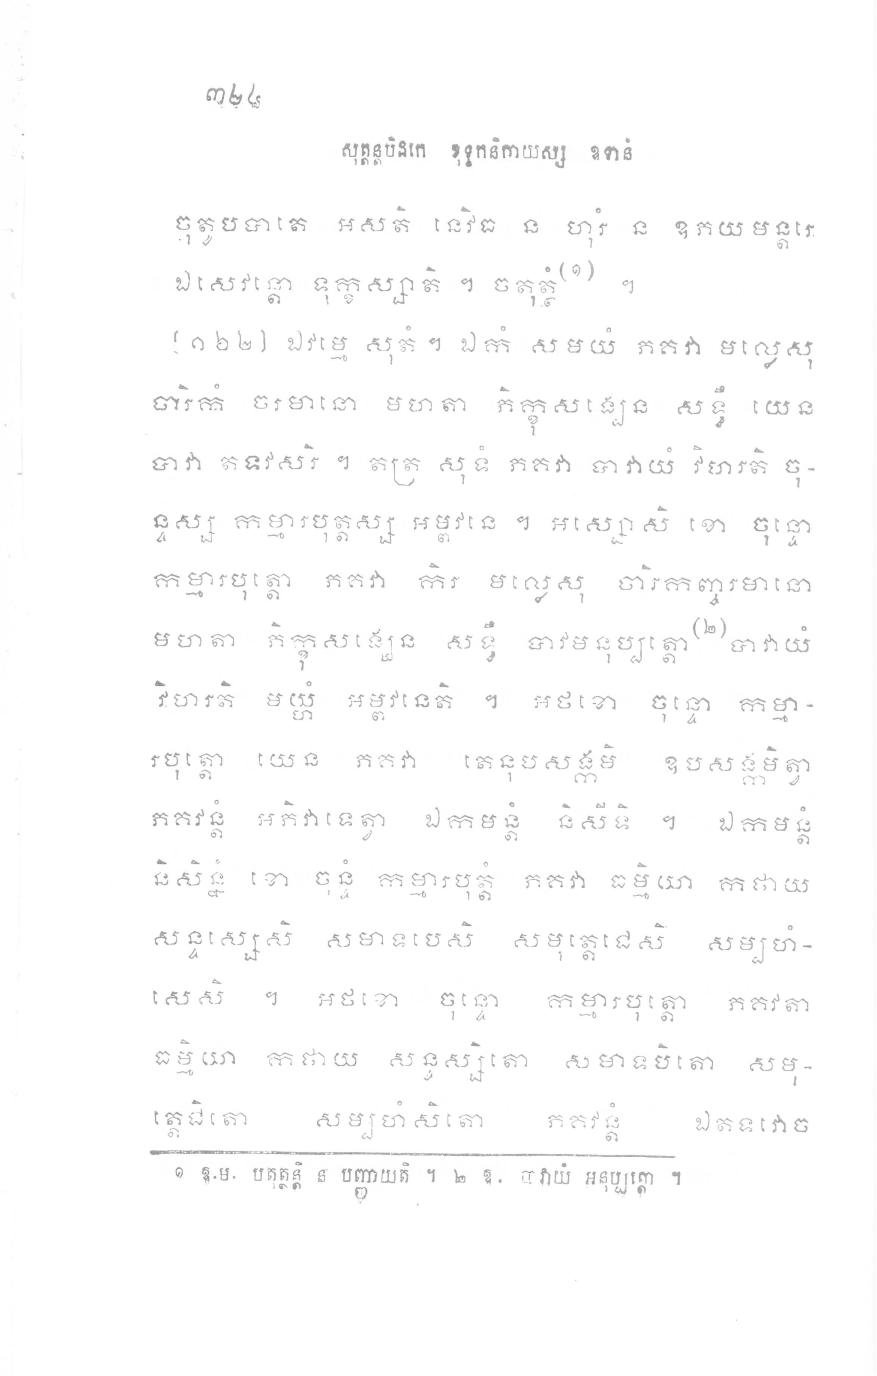 ៣២៤
សុត្តន្តបិដកេ ខុទ្ទកនិកាយស្ស ឧទានំ
ចុតូបបាតេ អសតិ នេវិធ ន ហុរំ ន ឧភយមន្តរេ
ឯសេវន្តោ ទុក្ខស្សាតិ ។ ចតុត្ថំ(១) ។
[១៦២] ឯវម្មេ សុតំ ។ ឯកំ សមយំ ភគវា មល្លេសុ
ចារិកំ ចរមានោ មហតា ភិក្ខុសង្ឃេន សទ្ធឹ យេន
បាវា តទវសរិ ។ តត្រ សុទំ ភគវា បាវាយំ វិហរតិ ចុ-
ន្ទស្ស កម្មារបុត្តស្ស អម្ពវនេ ។ អស្សោសិ ខោ ចុន្ទោ
កម្មារបុត្តោ ភគវា កិរ មល្លេសុ ចារិកញ្ចរមានោ
មហតា ភិក្ខុសង្ឃេន សទ្ធឹ បាវមនុប្បត្តោ(២) បាវាយំ
វិហរតិ មយ្ហំ អម្ពវនេតិ ។ អថខោ ចុន្ទោ កម្មា-
របុត្តោ យេន ភគវា តេនុបសង្កមិ ឧបសង្កមិត្វា
ភគវន្តំ អភិវាទេត្វា ឯកមន្តំ និសីទិ ។ ឯកមន្តំ
និសិន្នំ ខោ ចុន្ទំ កម្មារបុត្តំ ភគវា ធម្មិយា កថាយ
សន្ទស្សេសិ សមាទបេសិ សមុត្តេជេសិ សម្បហំ-
សេសិ ។ អថខោ ចុន្ទោ កម្មារបុត្តោ ភគវតា
ធម្មិយា កថាយ សន្ទស្សិតោ សមាទបិតោ សមុ-
ត្តេជិតោ សម្បហំសិតោ ភគវន្តំ ឯតទវោច
១ ឱ.ម. បតុត្ថន្តិ ន បញ្ញាយតិ ។ ២ ឱ. បាវាយំ អនុប្បត្តោ ។